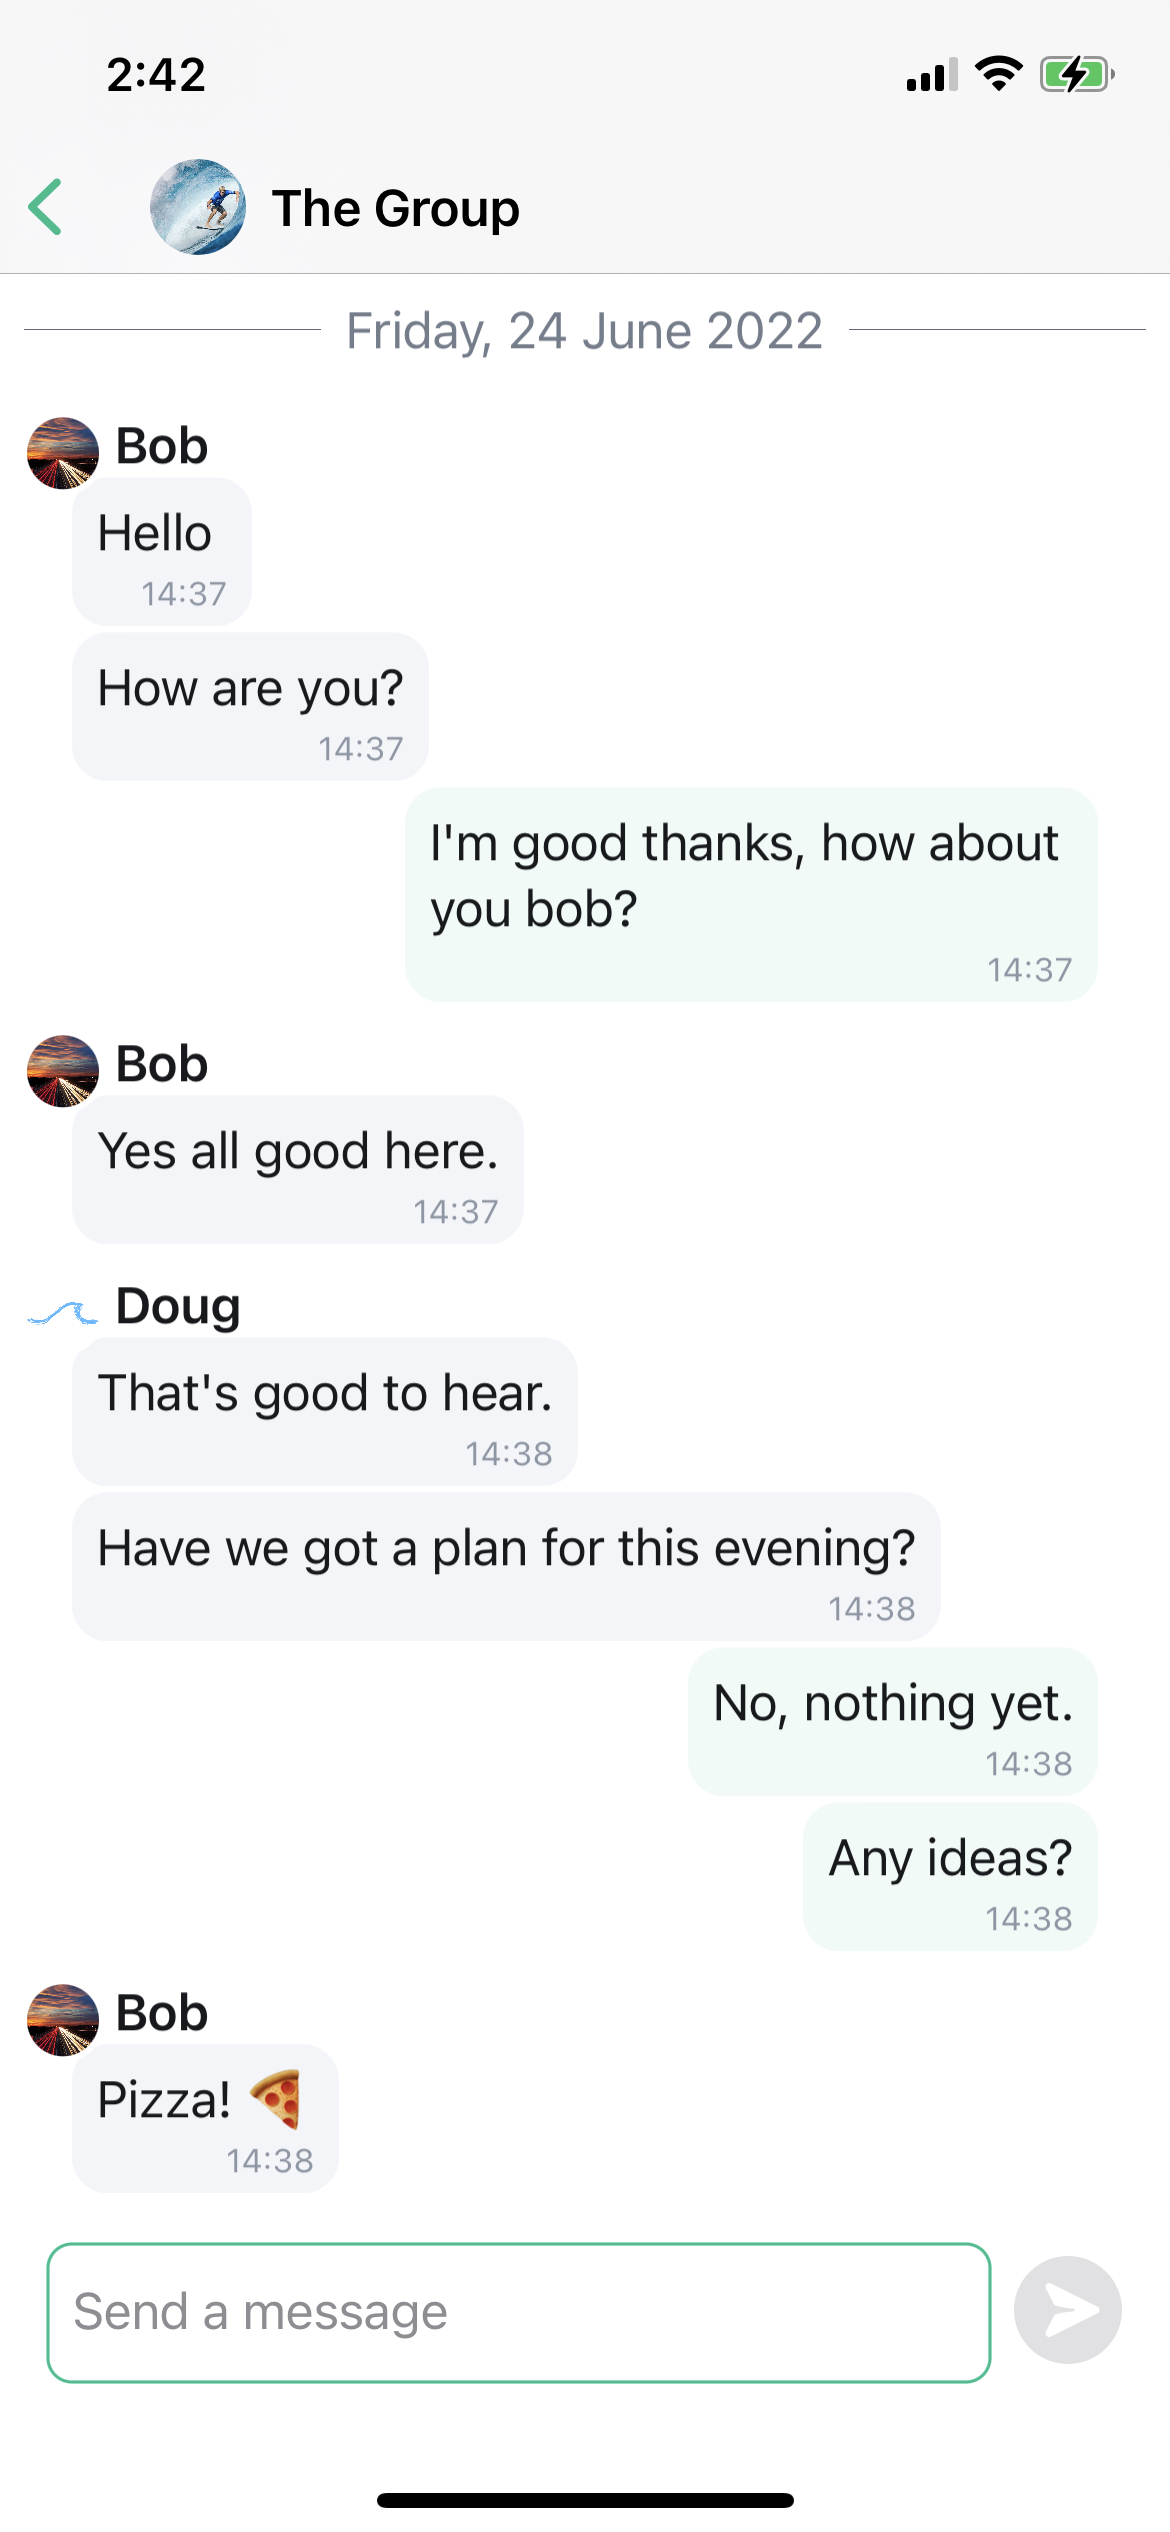 2:42
The Group
Friday, 24 June 2022
Bob
Hello
14:37
How are you?
14:37
I'm good thanks, how about
you bob?
14:37
Bob
Yes all good here.
14:37
Doug
That's good to hear.
14:38
Have we got a plan for this evening?
14:38
No, nothing yet.
14:38
Any ideas?
14:38
Bob
Pizza! 🍕
14:38
Send a message